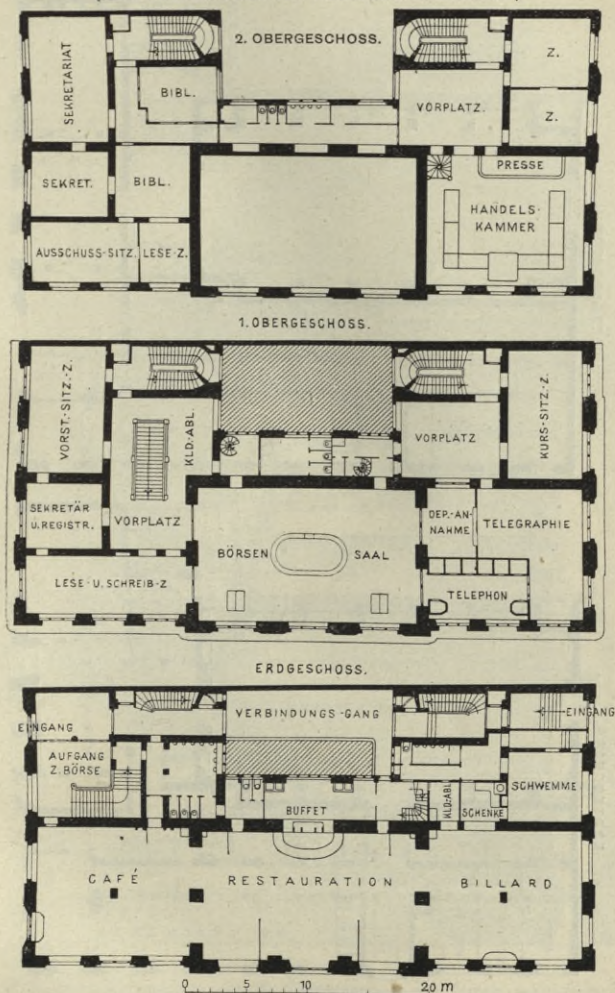 2. OBERGESCHOSS.
SEKRETARIAT
BIBL.
VORPLATZ.
Z.
Z.
SEKRET.
BIBL.
PRESSE
HANDELS-
KAMMER
AUSSCHUSS-SITZ.
LESE-Z.
1. OBERGESCHOSS.
VORST.-SITZ.-Z.
KLD.-ABL.
VORPLATZ
KURS-SITZ.-Z.
SEKRETÄR
U. REGISTR.
VORPLATZ
DEP.-AN-
NAHME
TELEGRAPHIE
BÖRSEN SAAL
LESE- U. SCHREIB-Z
TELEPHON
ERDGESCHOSS.
EINGANG
VERBINDUNGS-GANG
EINGANG
AUFGANG
Z. BÖRSE
BUFFET
KLD.-ABL.
SCHENKE
SCHWEMME
CAFÉ
RESTAURATION
BILLARD
0 5 10 20 m